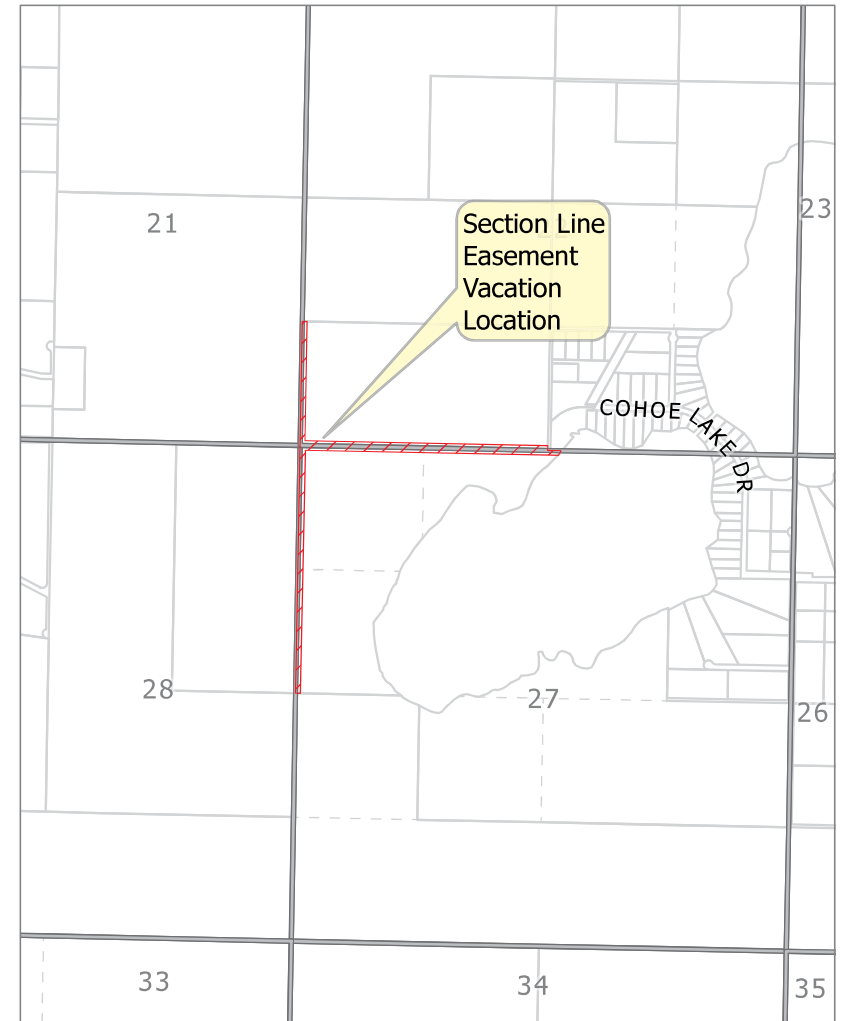 21
23
Section Line
Easement
Vacation
Location
COHOE LAKE DR
28
27
26
33
34
35